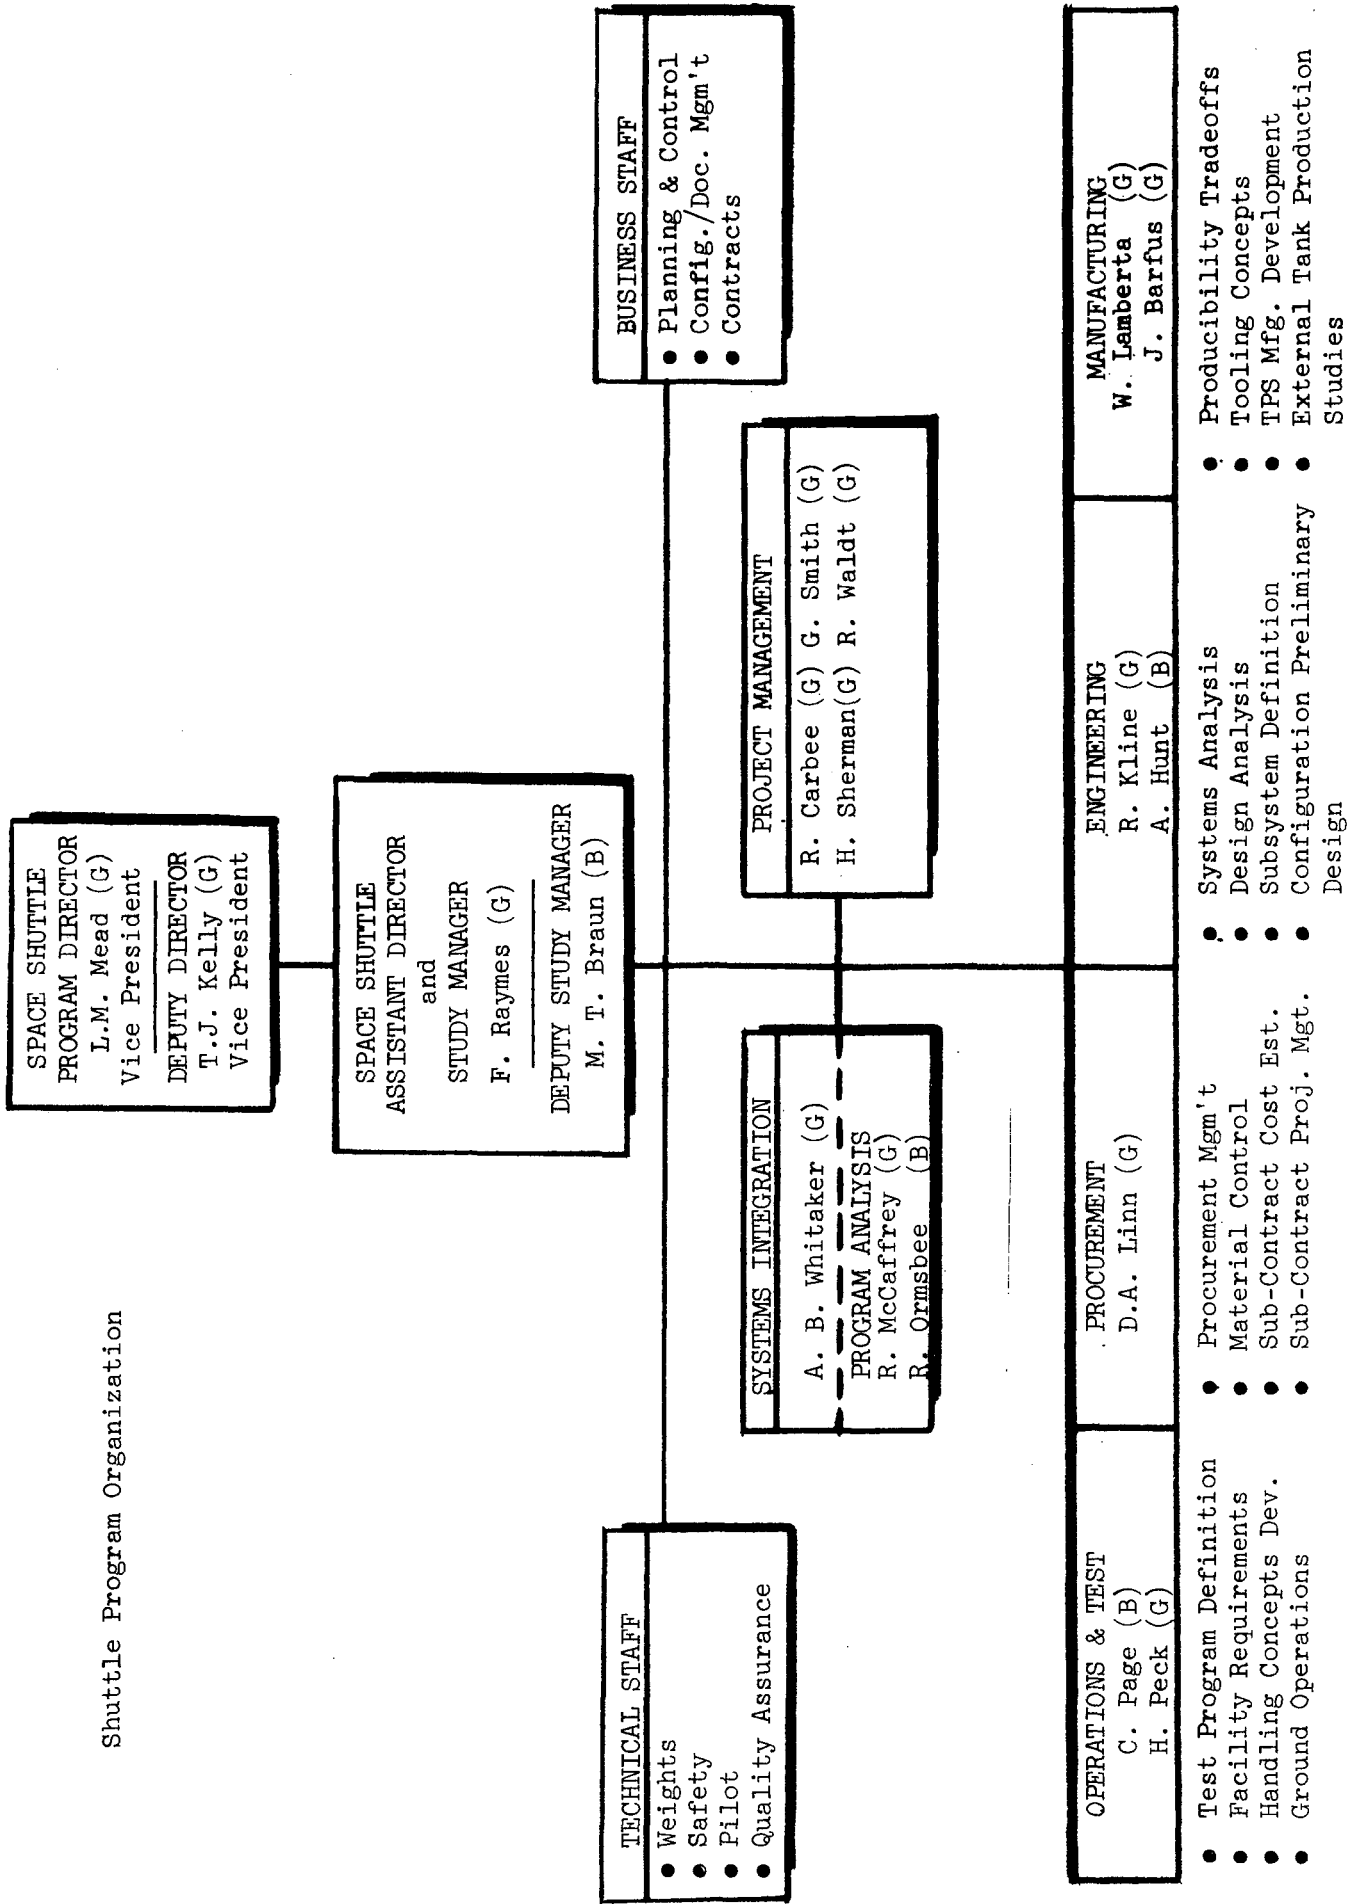 Shuttle Program Organization
SPACE SHUTTLE
PROGRAM DIRECTOR
L.M. Mead (G)
Vice President
DEPUTY DIRECTOR
T.J. Kelly (G)
Vice President
SPACE SHUTTLE
ASSISTANT DIRECTOR
and
STUDY MANAGER
F. Raymes (G)
DEPUTY STUDY MANAGER
M. T. Braun (B)
TECHNICAL STAFF
● Weights
● Safety
● Pilot
● Quality Assurance
BUSINESS STAFF
● Planning & Control
● Config./Doc. Mgm't
● Contracts
SYSTEMS INTEGRATION
A. B. Whitaker (G)
PROGRAM ANALYSIS
R. McCaffrey (G)
R. Ormsbee (B)
PROJECT MANAGEMENT
R. Carbee (G) G. Smith (G)
H. Sherman(G) R. Waldt (G)
OPERATIONS & TEST
C. Page (B)
H. Peck (G)
● Test Program Definition
● Facility Requirements
● Handling Concepts Dev.
● Ground Operations
PROCUREMENT
D.A. Linn (G)
● Procurement Mgm't
● Material Control
● Sub-Contract Cost Est.
● Sub-Contract Proj. Mgt.
ENGINEERING
R. Kline (G)
A. Hunt (B)
● Systems Analysis
● Design Analysis
● Subsystem Definition
● Configuration Preliminary
Design
MANUFACTURING
W. Lamberta (G)
J. Barfus (G)
● Producibility Tradeoffs
● Tooling Concepts
● TPS Mfg. Development
● External Tank Production
Studies